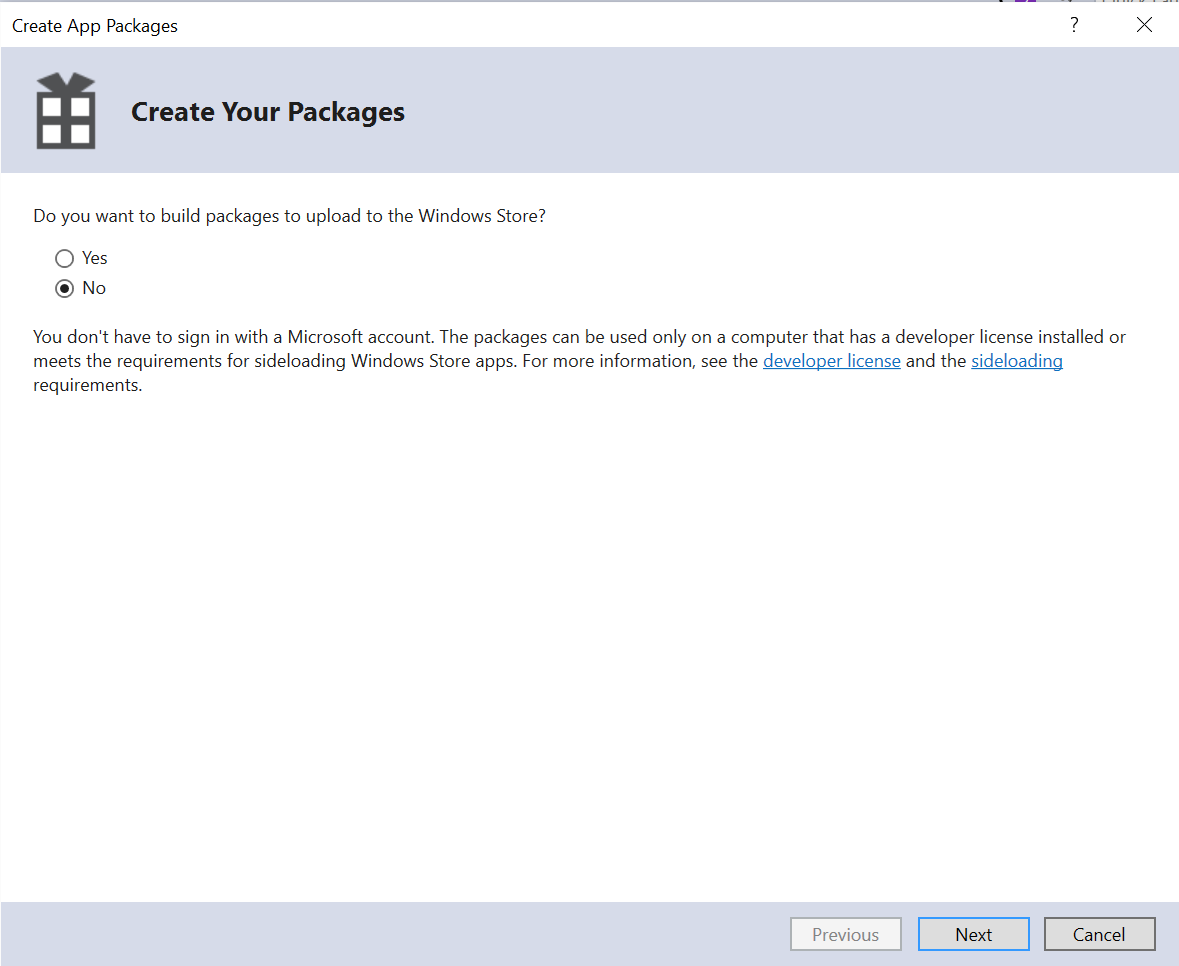 Create App Packages
?
Create Your Packages
Do you want to build packages to upload to the Windows Store?
Yes
No
You don't have to sign in with a Microsoft account. The packages can be used only on a computer that has a developer license installed or
meets the requirements for sideloading Windows Store apps. For more information, see the developer license and the sideloading
requirements.
Previous
Next
Cancel